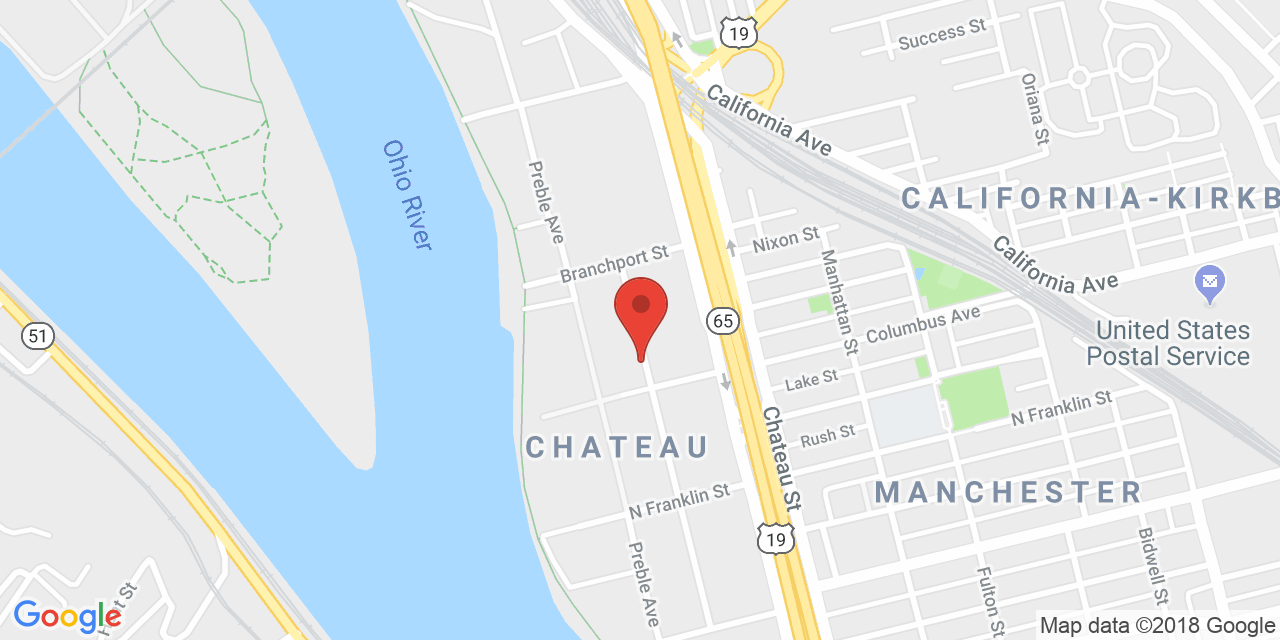 19
Success St
California Ave
Oriana St
Ohio River
Preble Ave
CALIFORNIA-KIRKB
Nixon St
Branchport St
California Ave
Manhattan St
65
Columbus Ave
United States
Postal Service
51
Lake St
Chateau St
N Franklin St
Rush St
CHATEAU
MANCHESTER
N Franklin St
19
Preble Ave
Fulton St
Bidwell St
Google
Map data ©2018 Google